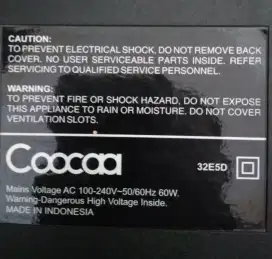 CAUTION:
TO PREVENT ELECTRICAL SHOCK, DO NOT REMOVE BACK
COVER. NO USER SERVICEABLE PARTS INSIDE. REFER
SERVICING TO QUALIFIED SERVICE PERSONNEL.
WARNING:
TO PREVENT FIRE OR SHOCK HAZARD, DO NOT EXPOSE
THIS APPLIANCE TO RAIN OR MOISTURE. DO NOT COVER
VENTILATION SLOTS.
Coocaa
32E5D
Mains Voltage AC 100-240V~50/60Hz 60W.
Warning-Dangerous High Voltage Inside.
MADE IN INDONESIA